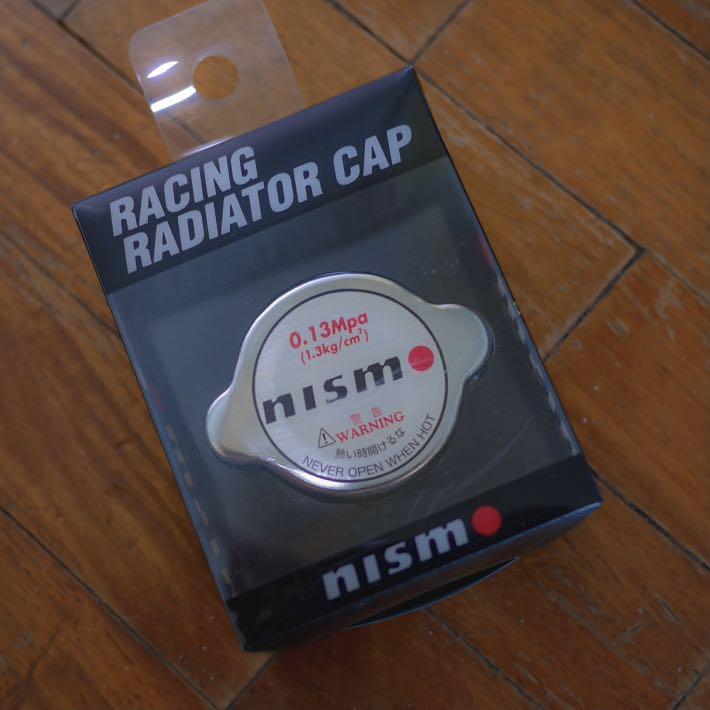 RACING
RADIATOR CAP
0.13Mpa
(1.3kg/cm²)
nismo
警告
WARNING
熱い時開けるな
NEVER OPEN WHEN HOT
nismo